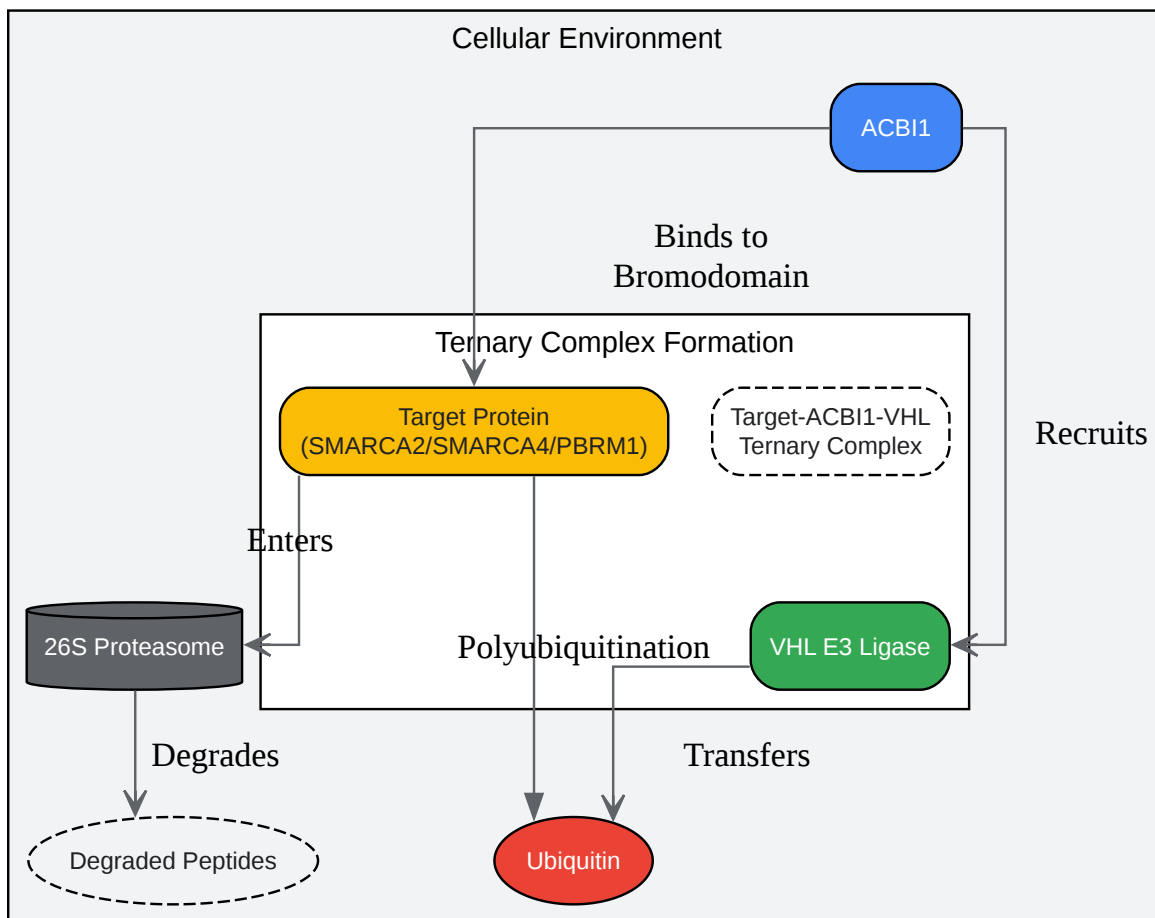 Cellular Environment
ACBI1
Binds to
Bromodomain
Ternary Complex Formation
Target Protein
(SMARCA2/SMARCA4/PBRM1)
Target-ACBI1-VHL
Ternary Complex
Recruits
Enters
26S Proteasome
Polyubiquitination
VHL E3 Ligase
Degrades
Transfers
Degraded Peptides
Ubiquitin